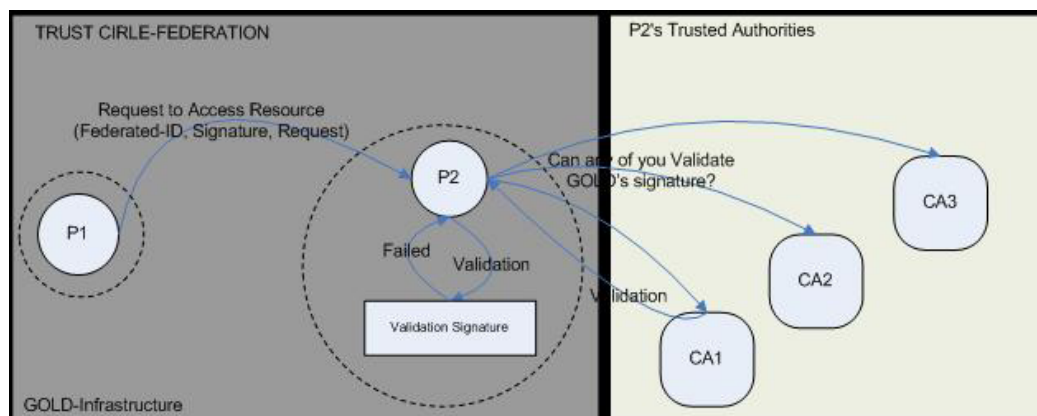 TRUST CIRLE-FEDERATION
P2's Trusted Authorities
Request to Access Resource
(Federated-ID, Signature, Request)
P1
P2
Can any of you Validate
GOLD's signature?
CA3
CA2
CA1
Failed
Validation
Validation
Validation Signature
GOLD-Infrastructure